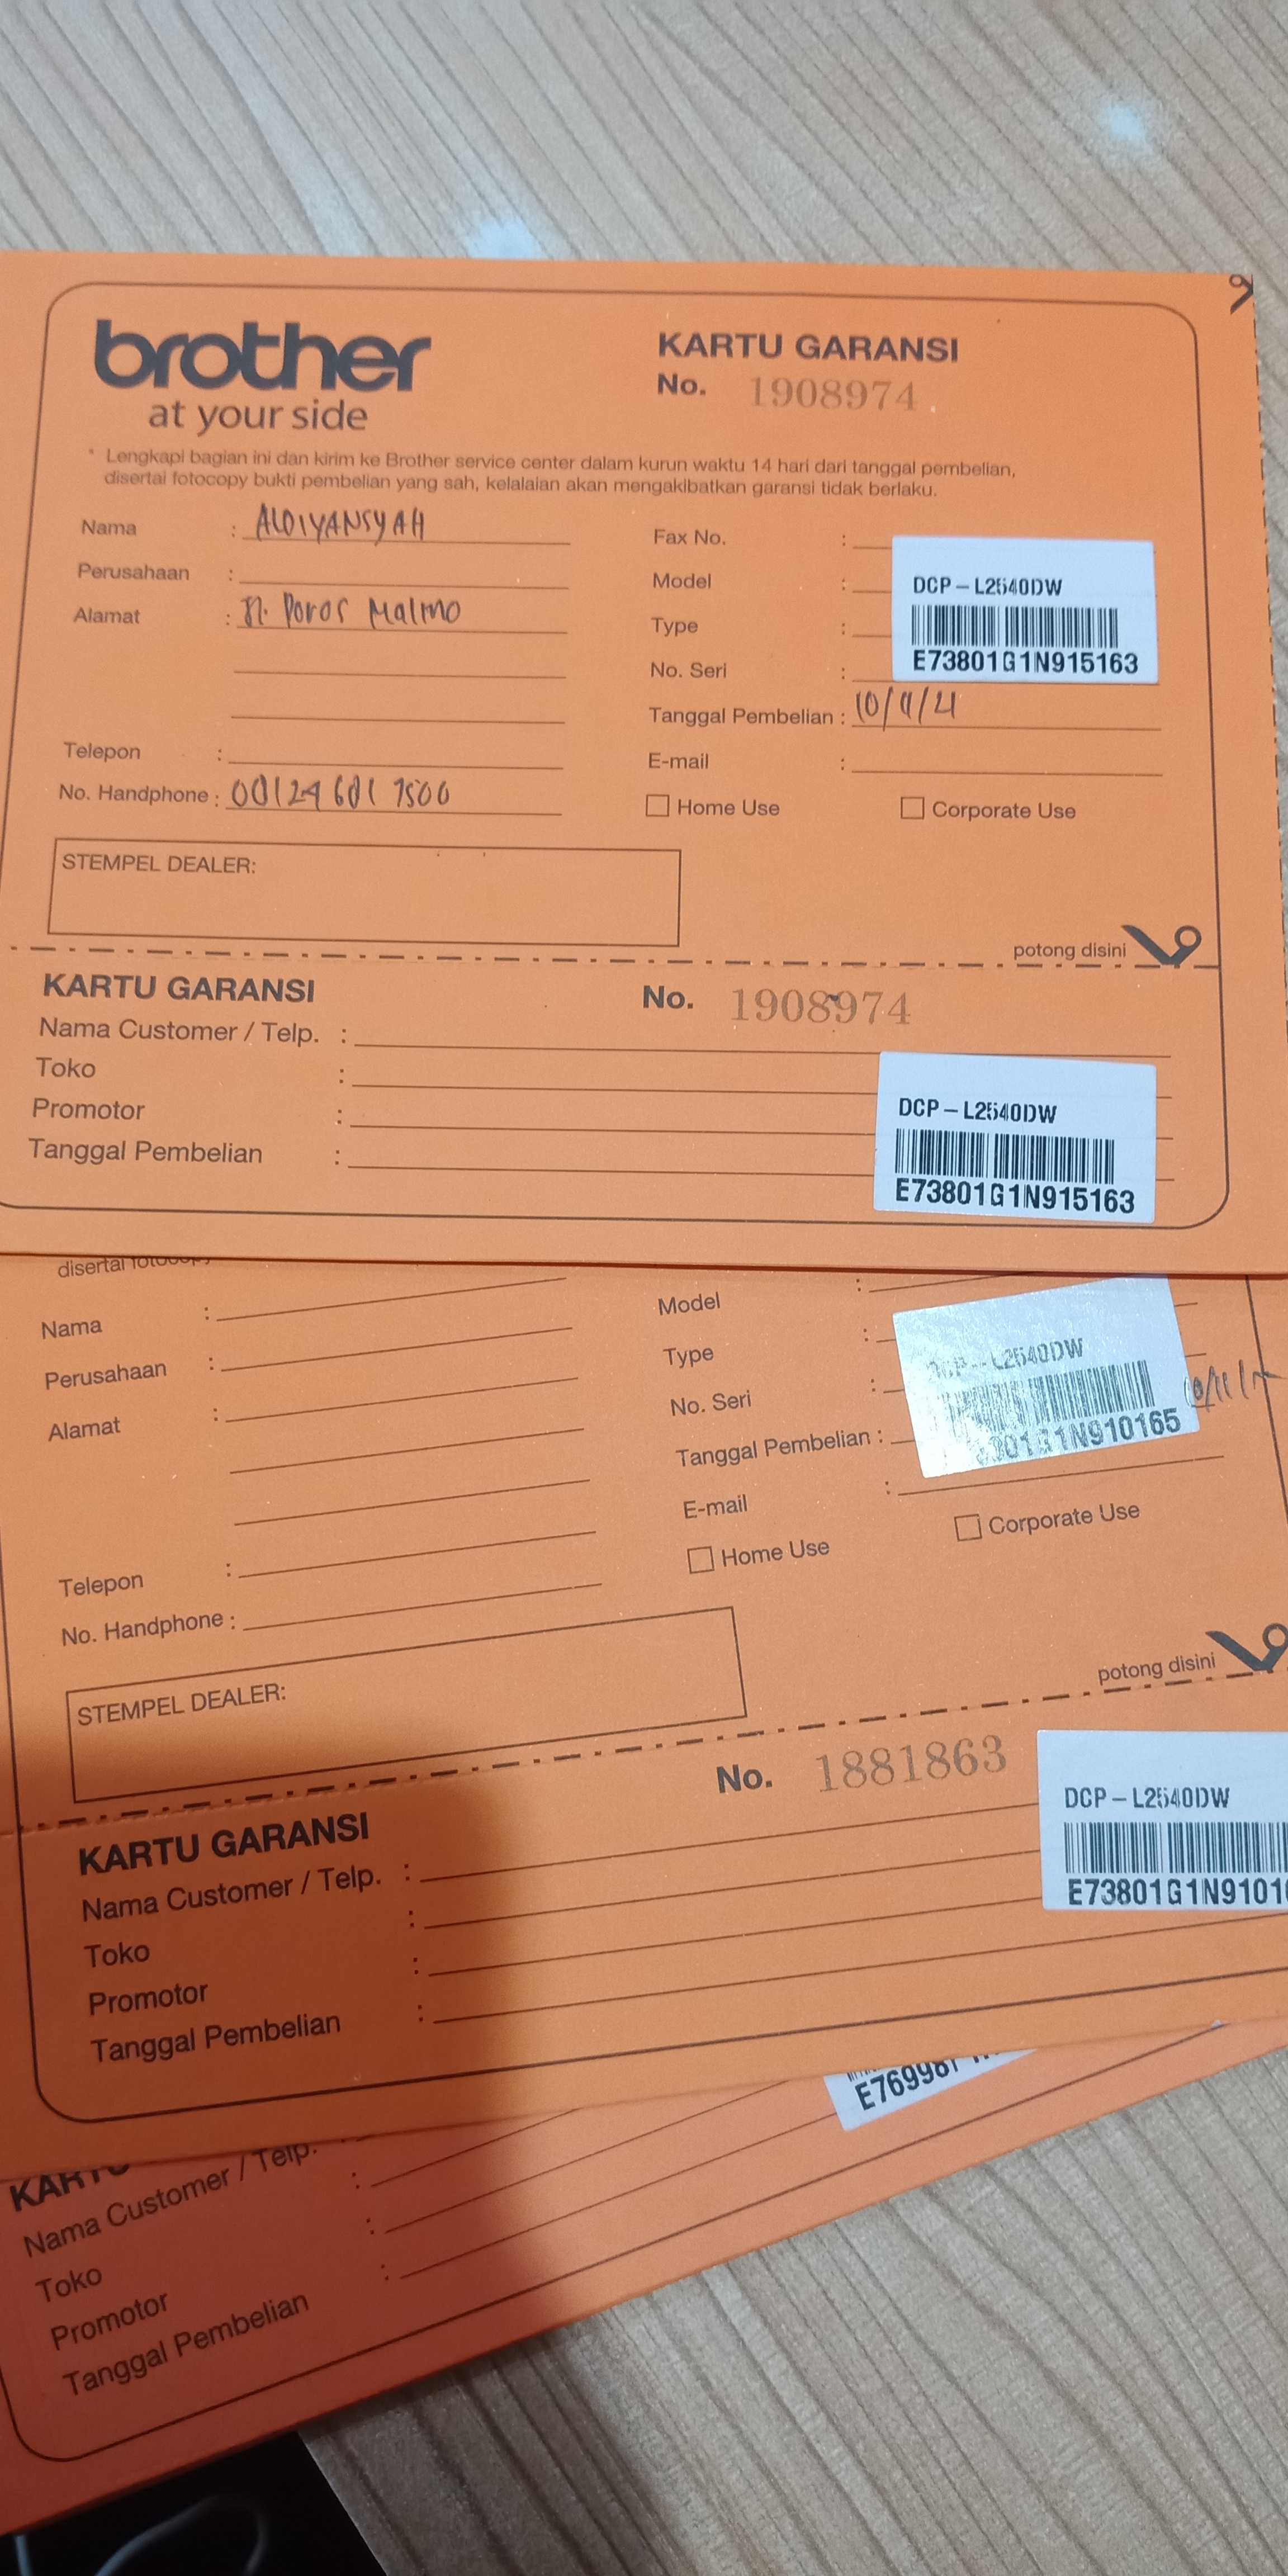 brother
at your side
KARTU GARANSI
No. 1908974
* Lengkapi bagian ini dan kirim ke Brother service center dalam kurun waktu 14 hari dari tanggal pembelian,
disertai fotocopy bukti pembelian yang sah, kelalaian akan mengakibatkan garansi tidak berlaku.
Nama : ALDIYANSYAH
Perusahaan :
Alamat : Jl. Poros Malino
Telepon :
No. Handphone :
Fax No. :
Model :
Type :
No. Seri :
DCP-L2540DW
E73801G1N915163
Tanggal Pembelian :
E-mail :
Home Use
Corporate Use
STEMPEL DEALER:
potong disini
KARTU GARANSI
No. 1908974
Nama Customer / Telp. :
Toko :
Promotor :
Tanggal Pembelian :
DCP-L2540DW
E73801G1N915163
disertai
Nama :
Perusahaan :
Alamat :
Telepon :
No. Handphone :
Model :
Type :
No. Seri :
Tanggal Pembelian :
DCP-L2540DW
1N910165
E-mail :
Home Use
Corporate Use
STEMPEL DEALER:
potong disini
No. 1881863
KARTU GARANSI
Nama Customer / Telp. :
Toko :
Promotor :
Tanggal Pembelian :
DCP-L2540DW
E73801G1N9101
E76998
Nama Customer / Telp. :
Toko :
Promotor :
Tanggal Pembelian